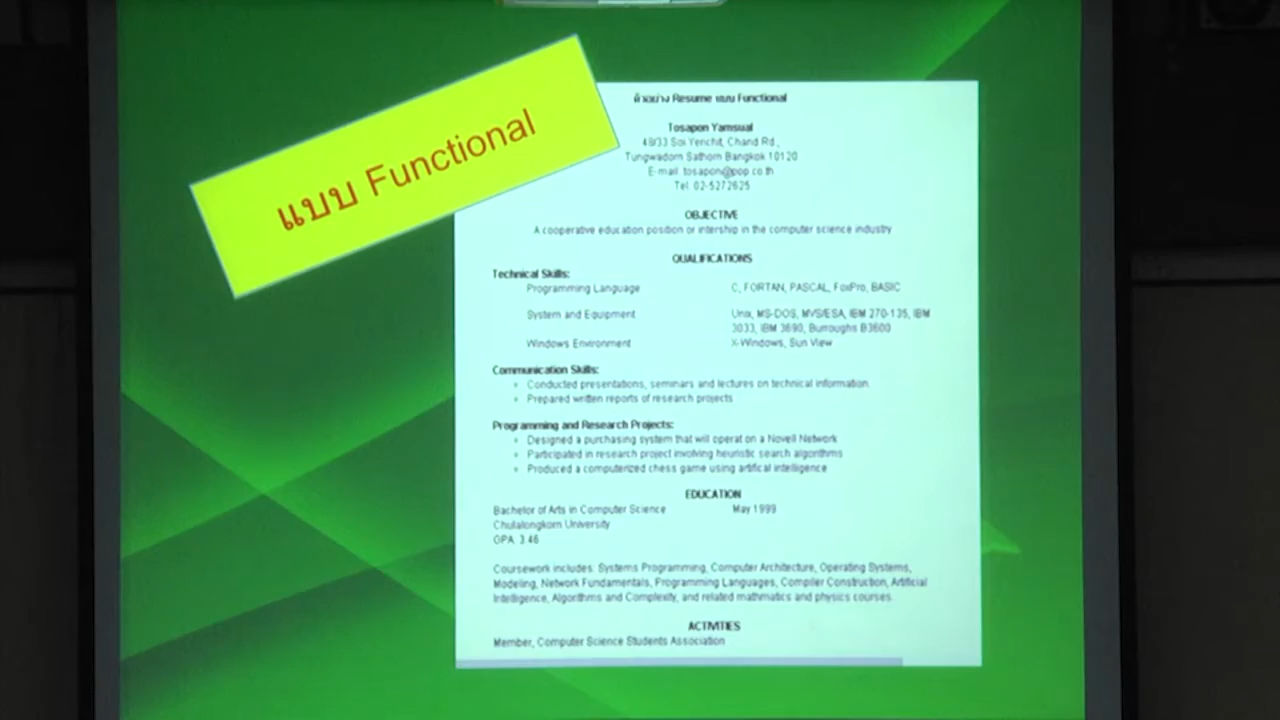 แบบ Functional
ตัวอย่าง Resume แบบ Functional
Tosapon Yamsual
48/33 Soi Yenchit, Chand Rd.,
Tungwadorn Sathorn Bangkok 10120
E-mail: tosapon@pop.co.th
Tel. 02-5272625
OBJECTIVE
A cooperative education position or intership in the computer science industry
QUALIFICATIONS
Technical Skills:
Programming Language C, FORTAN, PASCAL, FoxPro, BASIC
System and Equipment Unix, MS-DOS, MVS/ESA, IBM 270-135, IBM
3033, IBM 3690, Burroughs B3600
Windows Environment X-Windows, Sun View
Communication Skills:
Conducted presentations, seminars and lectures on technical information.
Prepared written reports of research projects
Programming and Research Projects:
Designed a purchasing system that will operat on a Novell Network
Participated in research project involving heuristic search algorithms
Produced a computerized chess game using artifical intelligence
EDUCATION
Bachelor of Arts in Computer Science May 1999
Chulalongkorn University
GPA: 3.46
Coursework includes: Systems Programming, Computer Architecture, Operating Systems,
Modeling, Network Fundamentals, Programming Languages, Compiler Construction, Artificial
Intelligence, Algorithms and Complexity, and related mathmatics and physics courses.
ACTIVITIES
Member, Computer Science Students Association